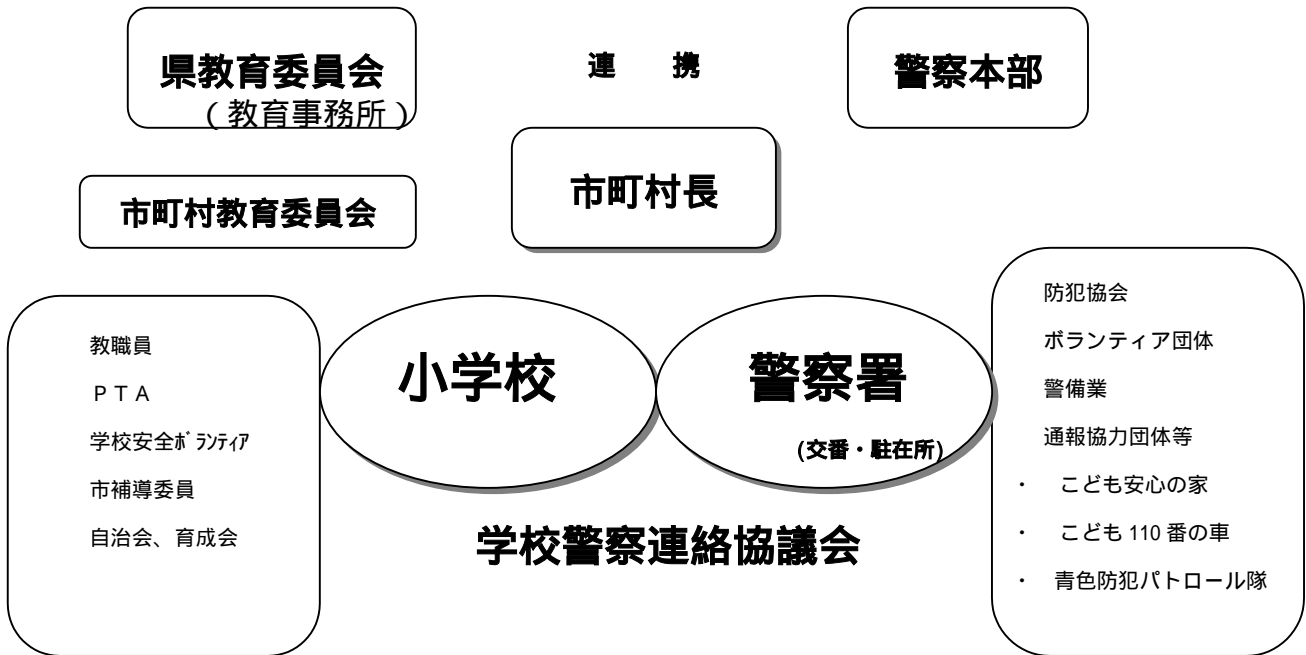 県教育委員会
（教育事務所）
連　携
警察本部
市町村長
市町村教育委員会
教職員
ＰＴＡ
学校安全ﾎﾞﾗﾝﾃｨｱ
市補導委員
自治会、育成会
小学校
警察署
(交番・駐在所)
学校警察連絡協議会
防犯協会
ボランティア団体
警備業
通報協力団体等
・　こども安心の家
・　こども 110 番の車
・　青色防犯パトロール隊